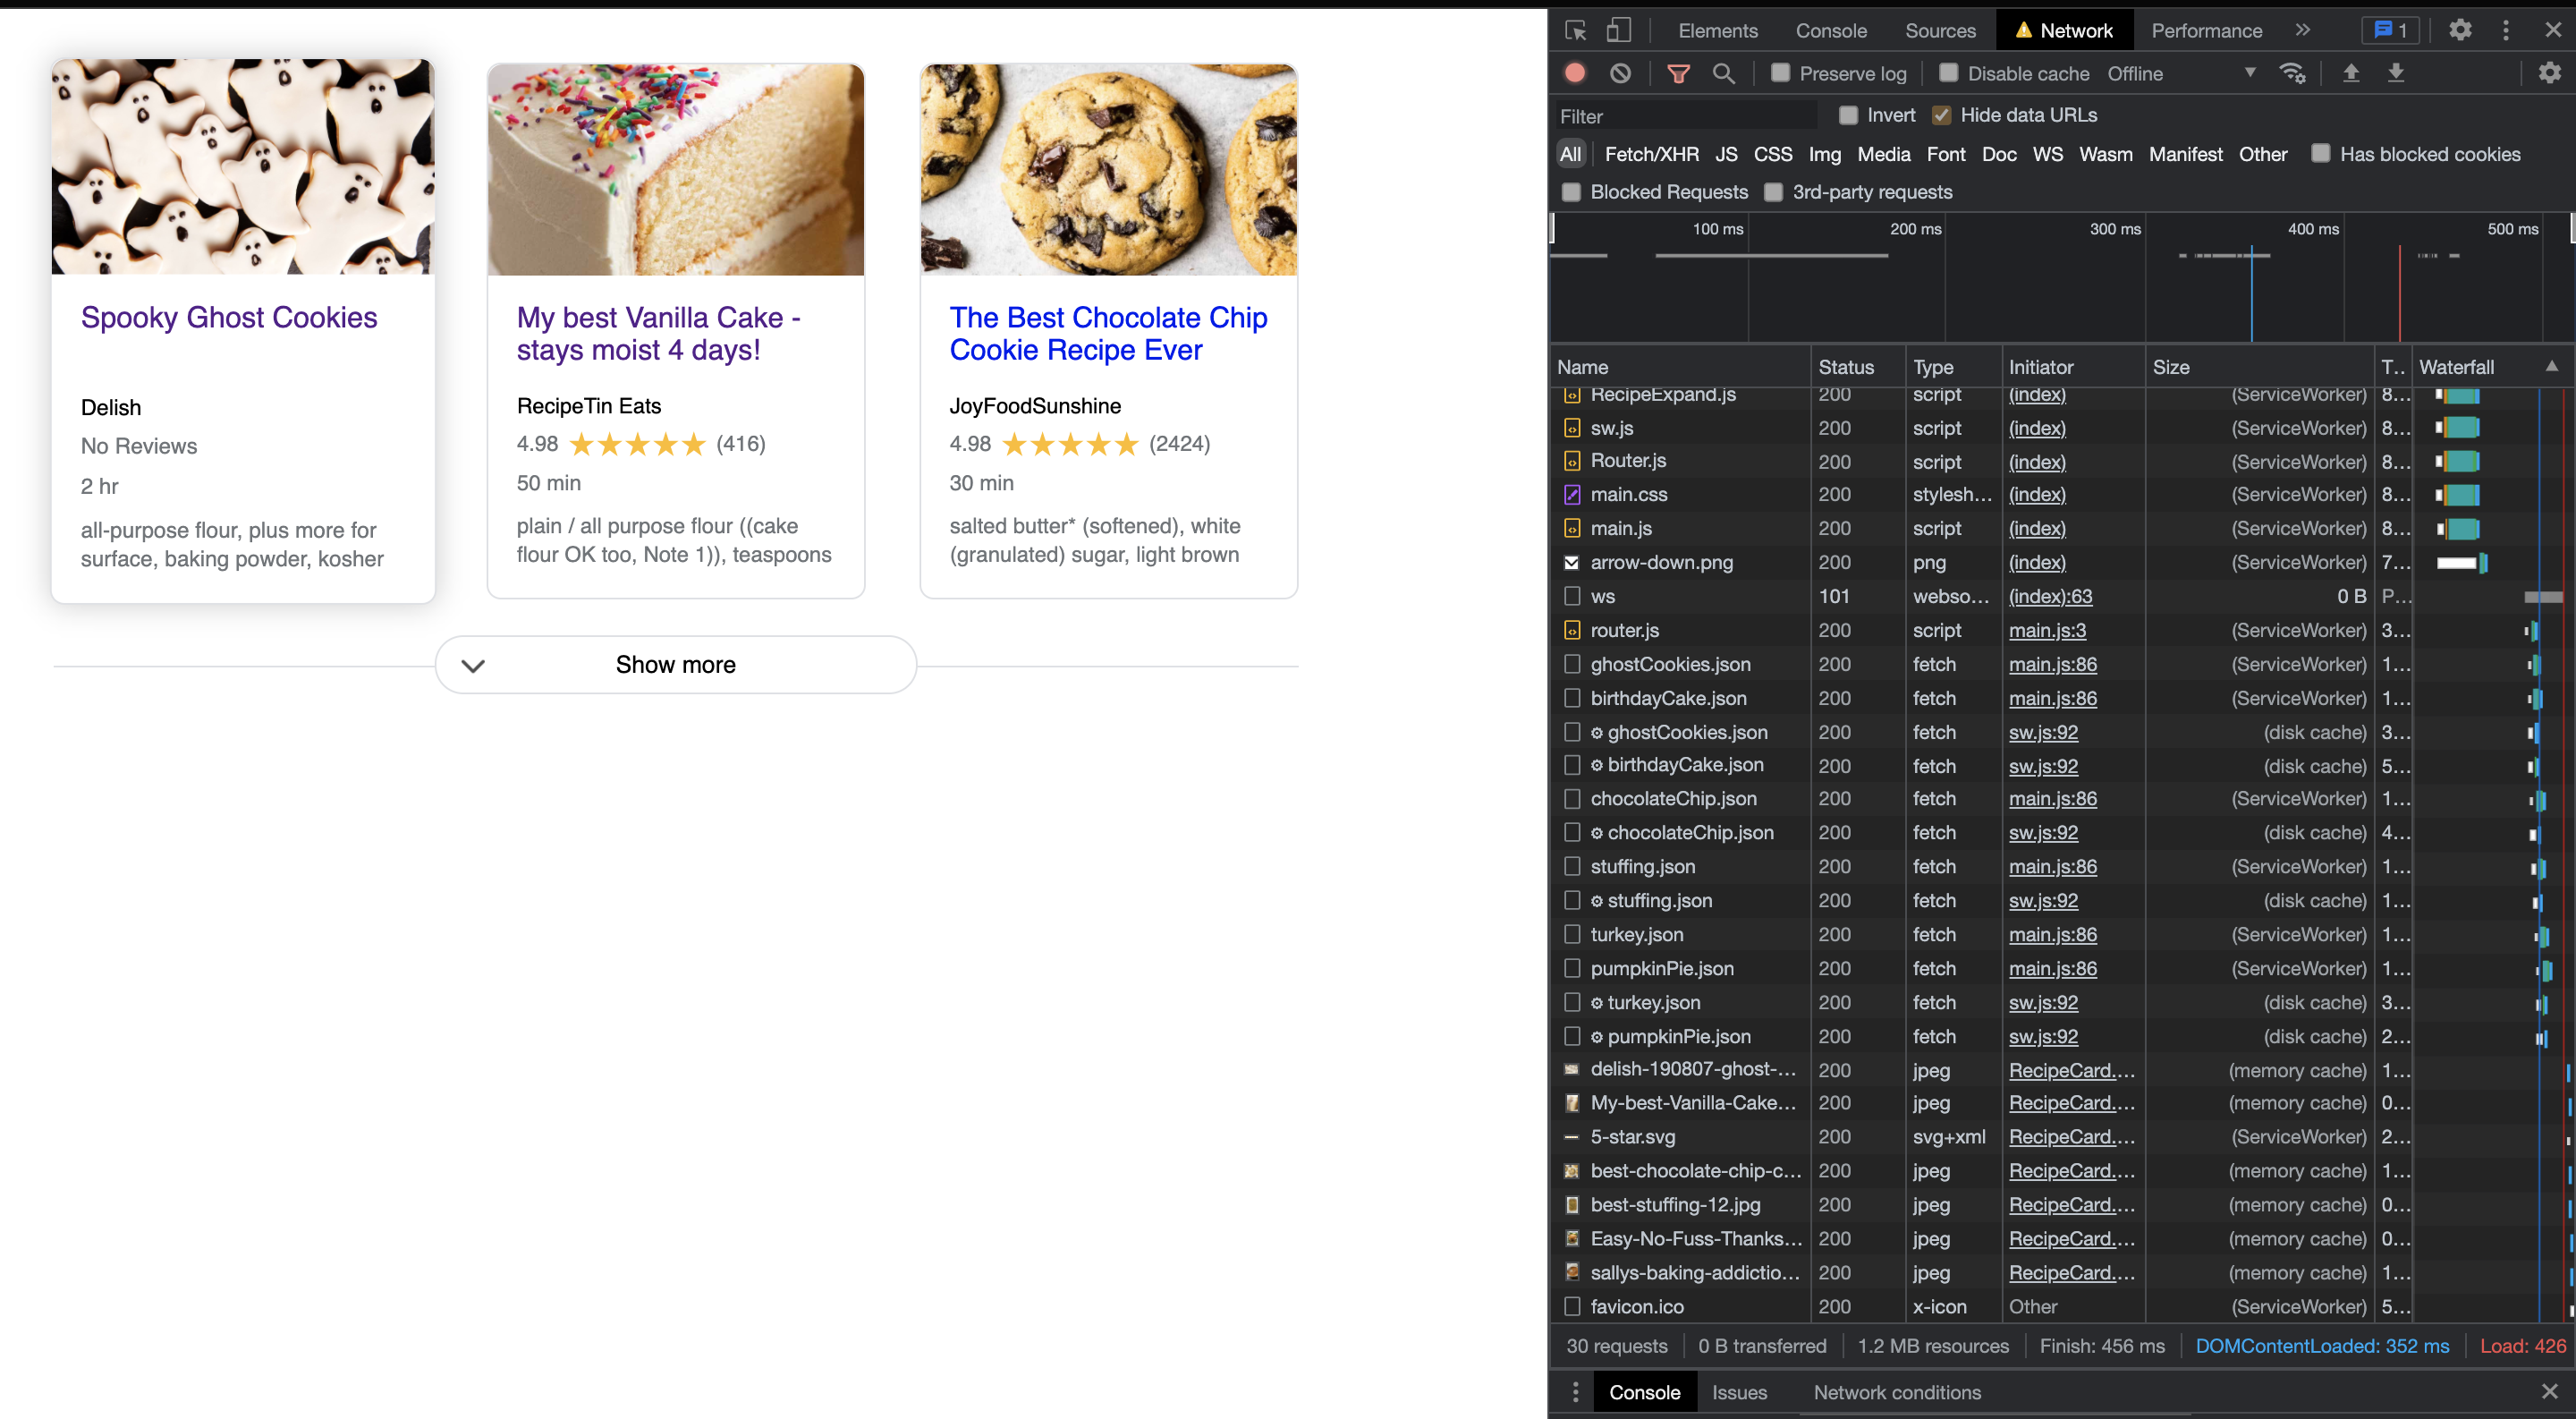 Spooky Ghost Cookies
Delish
No Reviews
2 hr
all-purpose flour, plus more for
surface, baking powder, kosher
My best Vanilla Cake -
stays moist 4 days!
RecipeTin Eats
4.98 (416)
50 min
plain / all purpose flour ((cake
flour OK too, Note 1)), teaspoons
The Best Chocolate Chip
Cookie Recipe Ever
JoyFoodSunshine
4.98 (2424)
30 min
salted butter* (softened), white
(granulated) sugar, light brown
Show more
Elements Console Sources Network Performance 1
Preserve log Disable cache Offline
Filter Invert Hide data URLs
All Fetch/XHR JS CSS Img Media Font Doc WS Wasm Manifest Other Has blocked cookies
Blocked Requests 3rd-party requests
100 ms 200 ms 300 ms 400 ms 500 ms
Name Status Type Initiator Size T.. Waterfall
RecipeExpand.js 200 script (index) (ServiceWorker) 8...
sw.js 200 script (index) (ServiceWorker) 8...
Router.js 200 script (index) (ServiceWorker) 8...
main.css 200 stylesh... (index) (ServiceWorker) 8...
main.js 200 script (index) (ServiceWorker) 8...
arrow-down.png 200 png (index) (ServiceWorker) 7...
ws 101 webso... (index):63 0 B P...
router.js 200 script main.js:3 (ServiceWorker) 3...
ghostCookies.json 200 fetch main.js:86 (ServiceWorker) 1...
birthdayCake.json 200 fetch main.js:86 (ServiceWorker) 1...
ghostCookies.json 200 fetch sw.js:92 (disk cache) 3...
birthdayCake.json 200 fetch sw.js:92 (disk cache) 5...
chocolateChip.json 200 fetch main.js:86 (ServiceWorker) 1...
chocolateChip.json 200 fetch sw.js:92 (disk cache) 4...
stuffing.json 200 fetch main.js:86 (ServiceWorker) 1...
stuffing.json 200 fetch sw.js:92 (disk cache) 1...
turkey.json 200 fetch main.js:86 (ServiceWorker) 1...
pumpkinPie.json 200 fetch main.js:86 (ServiceWorker) 1...
turkey.json 200 fetch sw.js:92 (disk cache) 3...
pumpkinPie.json 200 fetch sw.js:92 (disk cache) 2...
delish-190807-ghost-... 200 jpeg RecipeCard.... (memory cache) 1...
My-best-Vanilla-Cake... 200 jpeg RecipeCard.... (memory cache) 0...
5-star.svg 200 svg+xml RecipeCard.... (ServiceWorker) 2...
best-chocolate-chip-c... 200 jpeg RecipeCard.... (memory cache) 1...
best-stuffing-12.jpg 200 jpeg RecipeCard.... (memory cache) 0...
Easy-No-Fuss-Thanks... 200 jpeg RecipeCard.... (memory cache) 0...
sallys-baking-addictio... 200 jpeg RecipeCard.... (memory cache) 1...
favicon.ico 200 x-icon Other (ServiceWorker) 5...
30 requests 0 B transferred 1.2 MB resources Finish: 456 ms DOMContentLoaded: 352 ms Load: 426
Console Issues Network conditions